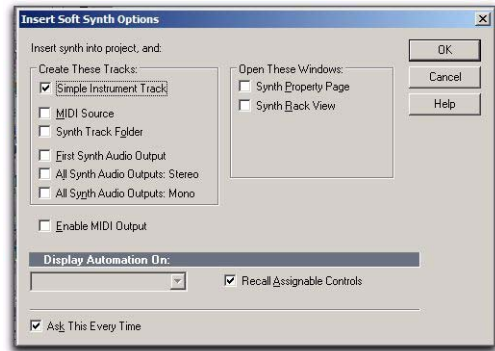 Insert Soft Synth Options
Insert synth into project, and:
Create These Tracks:
Simple Instrument Track
MIDI Source
Synth Track Folder
First Synth Audio Output
All Synth Audio Outputs: Stereo
All Synth Audio Outputs: Mono
Enable MIDI Output
Open These Windows:
Synth Property Page
Synth Rack View
OK
Cancel
Help
Display Automation On:
Recall Assignable Controls
Ask This Every Time